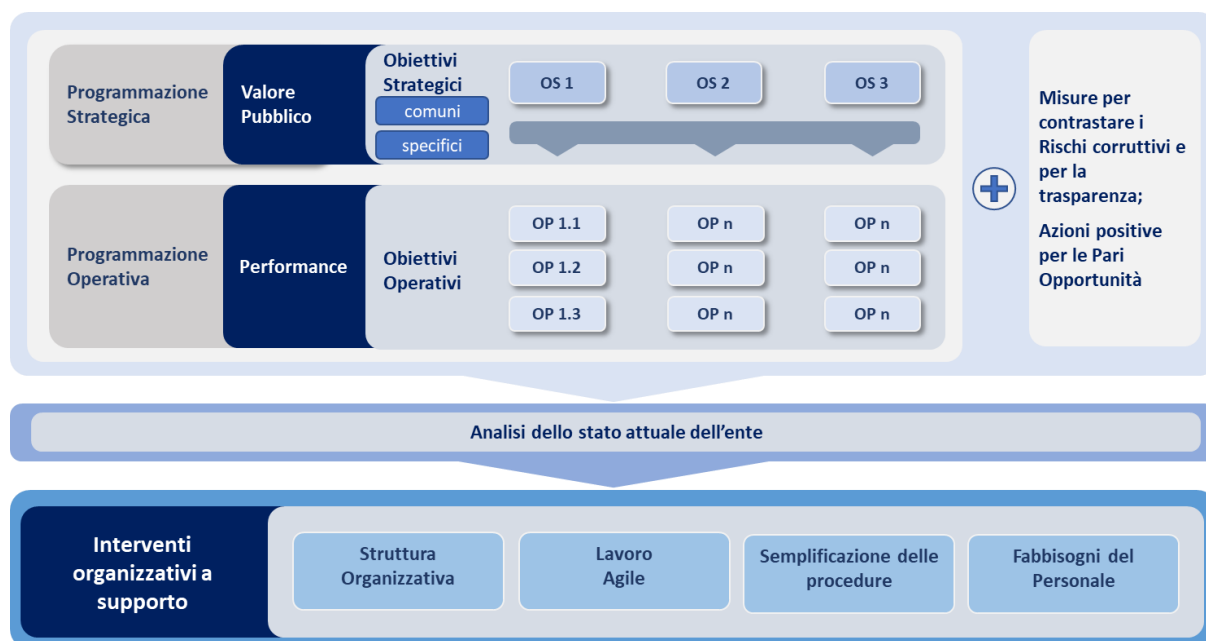 Programmazione
Strategica
Valore
Pubblico
Obiettivi
Strategici
comuni
specifici
OS 1
OS 2
OS 3
Programmazione
Operativa
Performance
Obiettivi
Operativi
OP 1.1
OP n
OP n
OP 1.2
OP n
OP n
OP 1.3
OP n
OP n
Misure per
contrastare i
Rischi corruttivi e
per la
trasparenza;
Azioni positive
per le Pari
Opportunità
Analisi dello stato attuale dell’ente
Interventi
organizzativi a
supporto
Struttura
Organizzativa
Lavoro
Agile
Semplificazione delle
procedure
Fabbisogni del
Personale